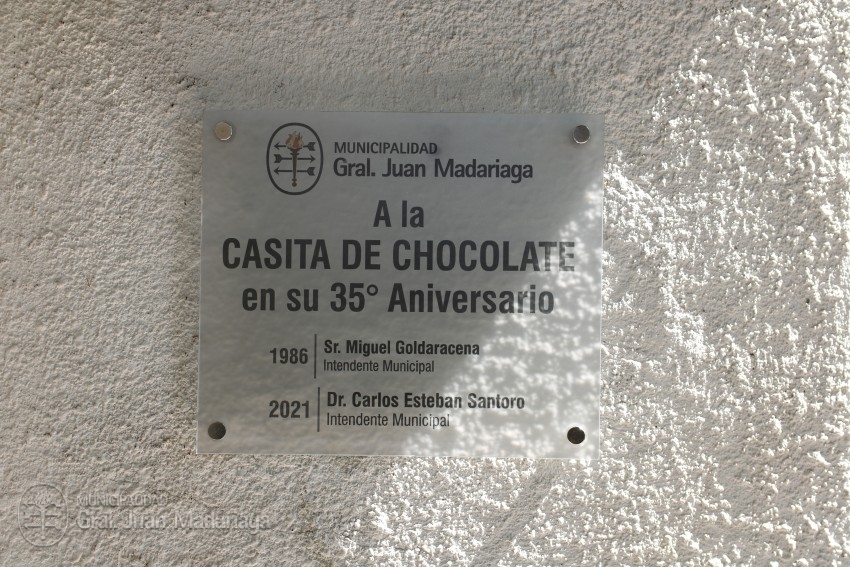 MUNICIPALIDAD
Gral. Juan Madariaga
A la
CASITA DE CHOCOLATE
en su 35° Aniversario
1986 Sr. Miguel Goldaracena
Intendente Municipal
2021 Dr. Carlos Esteban Santoro
Intendente Municipal
MUNICIPALIDAD
Gral. Juan Madariaga